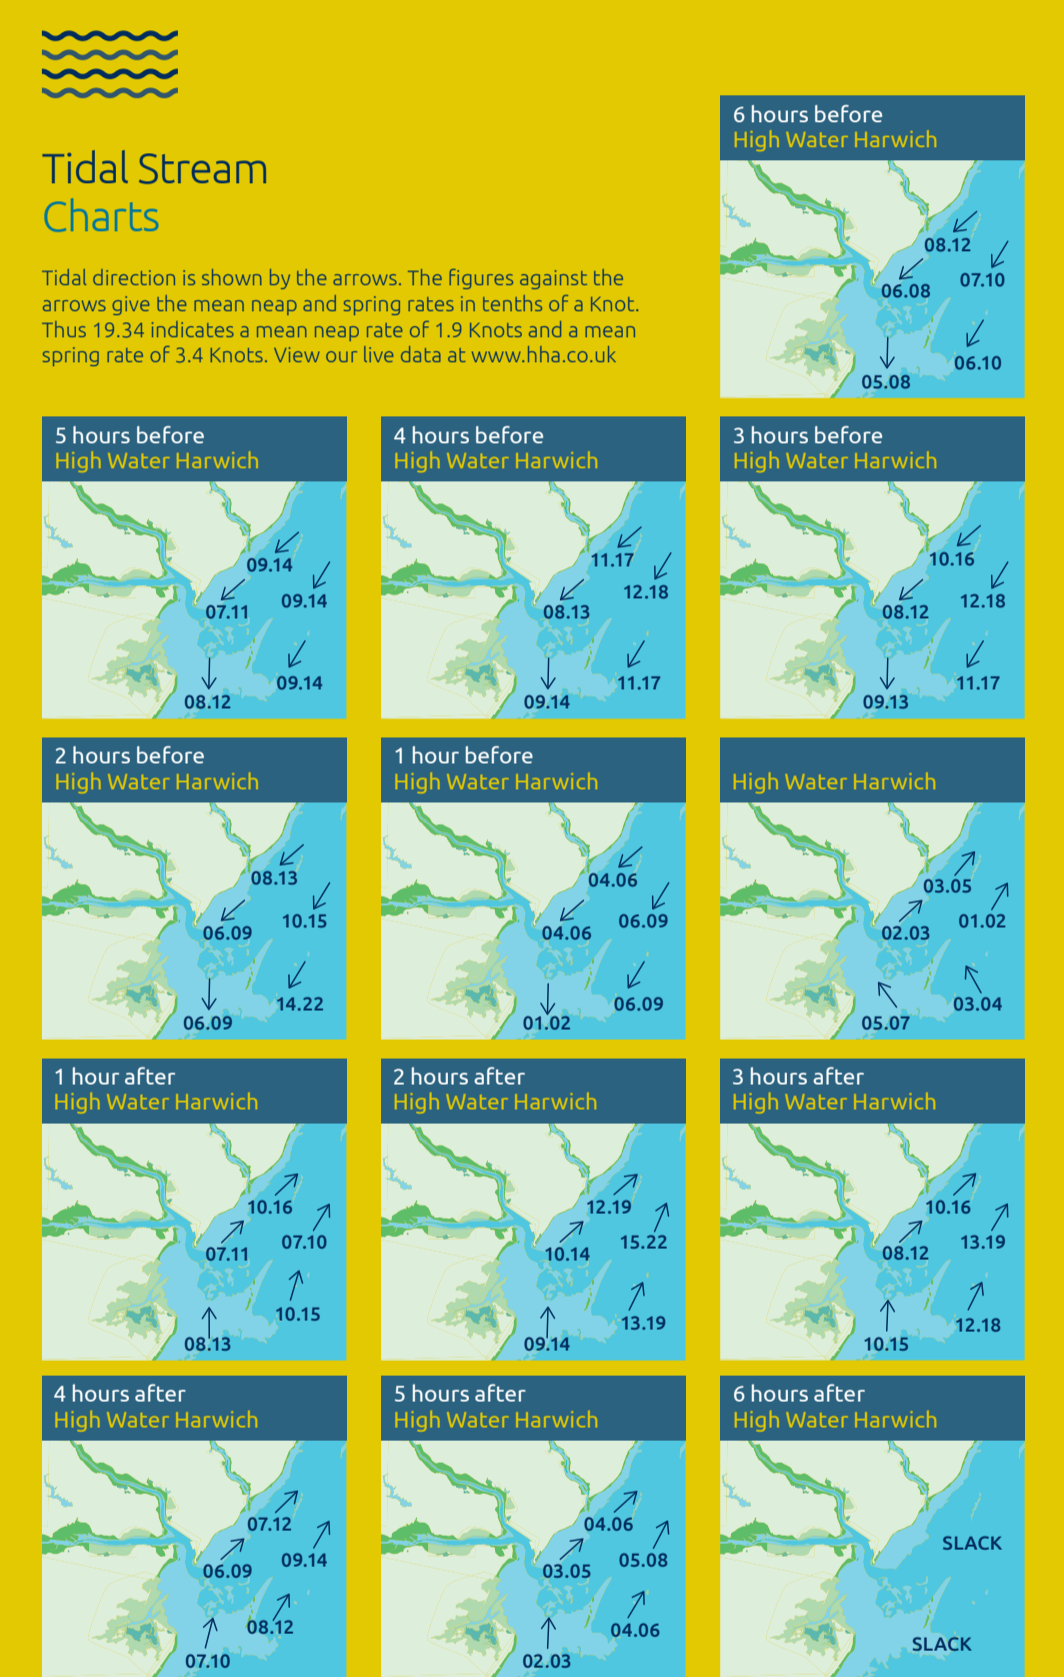 Tidal Stream
Charts
Tidal direction is shown by the arrows. The figures against the
arrows give the mean neap and spring rates in tenths of a Knot.
Thus 19.34 indicates a mean neap rate of 1.9 Knots and a mean
spring rate of 3.4 Knots. View our live data at www.hha.co.uk
6 hours before
High Water Harwich
08.12
07.10
06.08
06.10
05.08
5 hours before
High Water Harwich
09.14
09.14
07.11
09.14
08.12
4 hours before
High Water Harwich
11.17
12.18
08.13
11.17
09.14
3 hours before
High Water Harwich
10.16
12.18
08.12
11.17
09.13
2 hours before
High Water Harwich
08.13
10.15
06.09
14.22
06.09
1 hour before
High Water Harwich
04.06
06.09
04.06
06.09
01.02
High Water Harwich
03.05
01.02
02.03
03.04
05.07
1 hour after
High Water Harwich
10.16
07.10
07.11
10.15
08.13
2 hours after
High Water Harwich
12.19
15.22
10.14
13.19
09.14
3 hours after
High Water Harwich
10.16
13.19
08.12
12.18
10.15
4 hours after
High Water Harwich
07.12
09.14
06.09
08.12
07.10
5 hours after
High Water Harwich
04.06
05.08
03.05
04.06
02.03
6 hours after
High Water Harwich
SLACK
SLACK